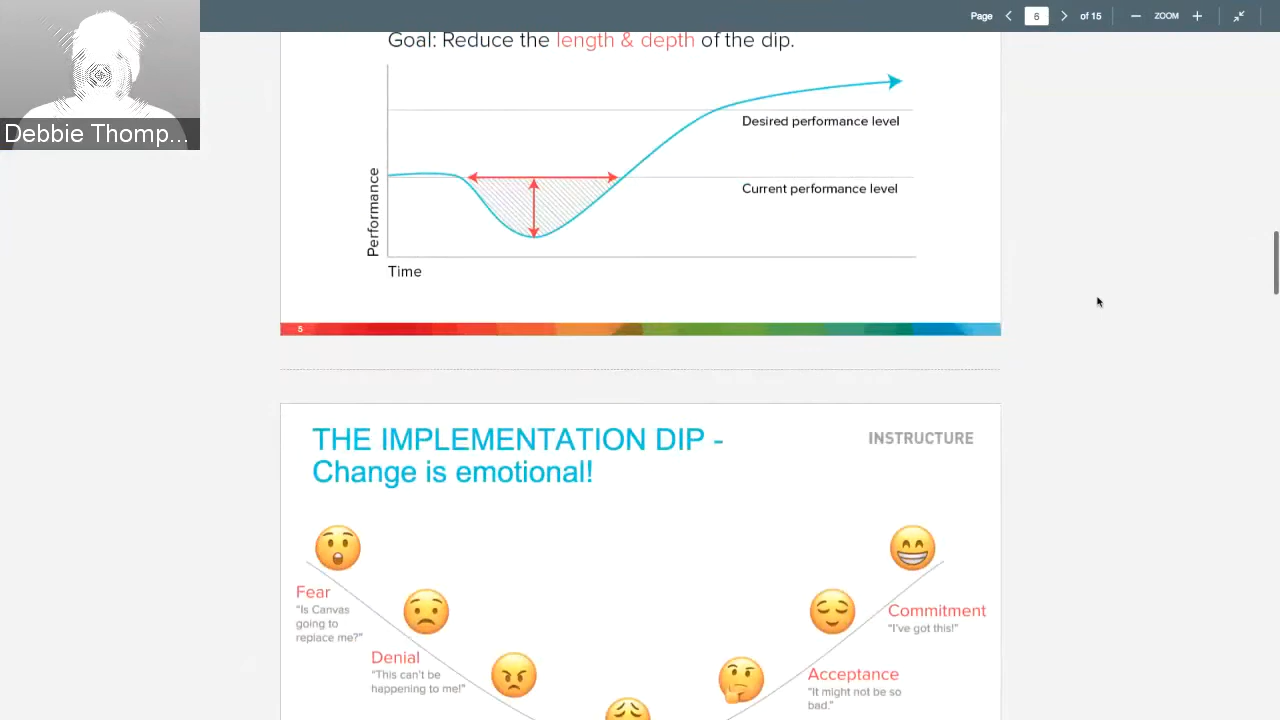 Page 6 of 15 ZOOM
Debbie Thomp...
Goal: Reduce the length & depth of the dip.
Desired performance level
Current performance level
Performance
Time
5
THE IMPLEMENTATION DIP -
Change is emotional!
INSTRUCTURE
Fear
"Is Canvas
going to
replace me?"
Denial
"This can't be
happening to me!"
Commitment
"I've got this!"
Acceptance
"It might not be so
bad."